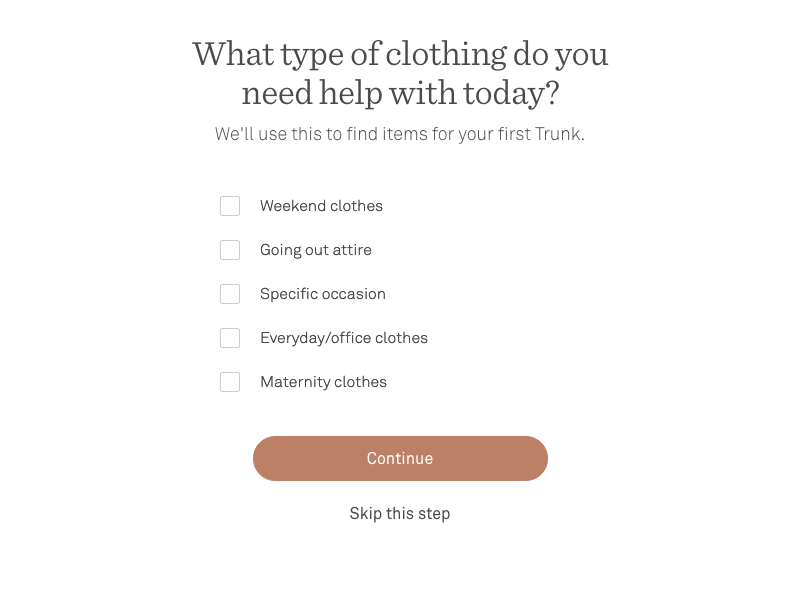 What type of clothing do you
need help with today?
We'll use this to find items for your first Trunk.
Weekend clothes
Going out attire
Specific occasion
Everyday/office clothes
Maternity clothes
Continue
Skip this step